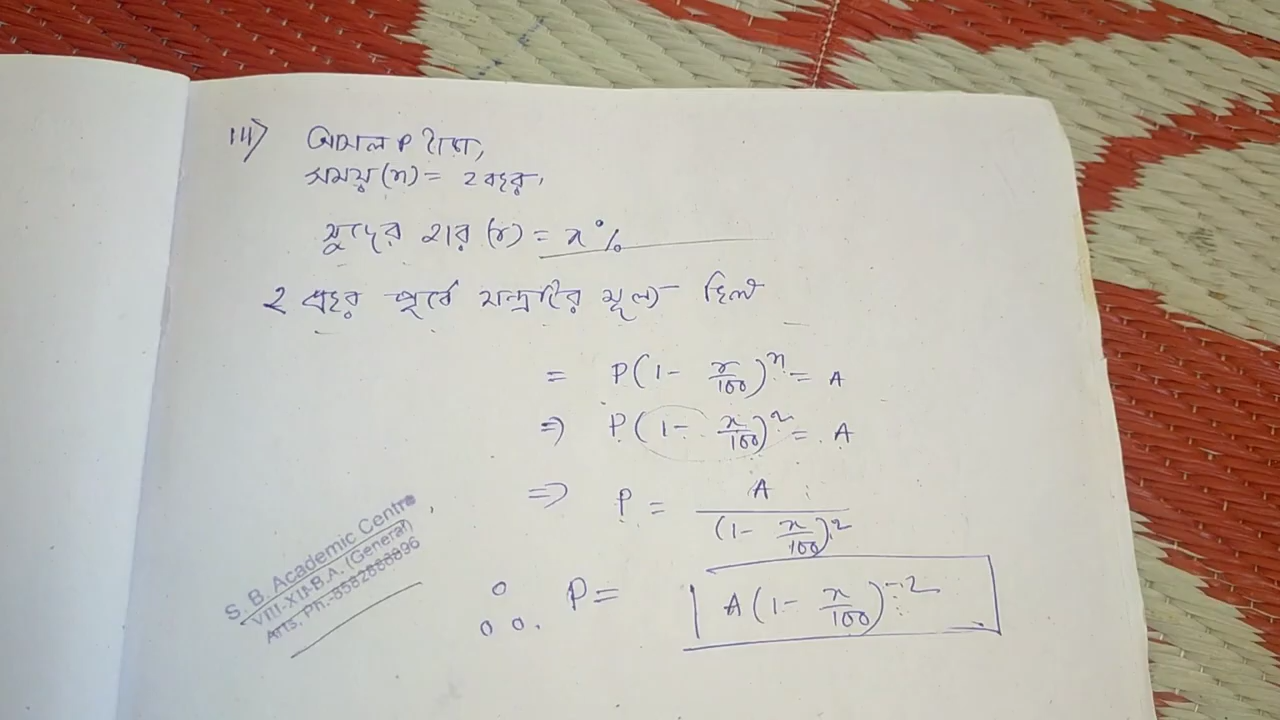 III) আসল P টাকা,
সময় (n) = 2 বছর,
সুদের হার (r) = x%
2 বছর পূর্বে যন্ত্রটির মূল্য ছিল
= P(1 - r/100)^n = A
⇒ P(1 - x/100)^2 = A
⇒ P = A/(1 - x/100)^2
∴ P = A(1 - x/100)^-2
S. B. Academic Centre
VIII-XII-B.A. (General)
Arts, Ph.-8582888896